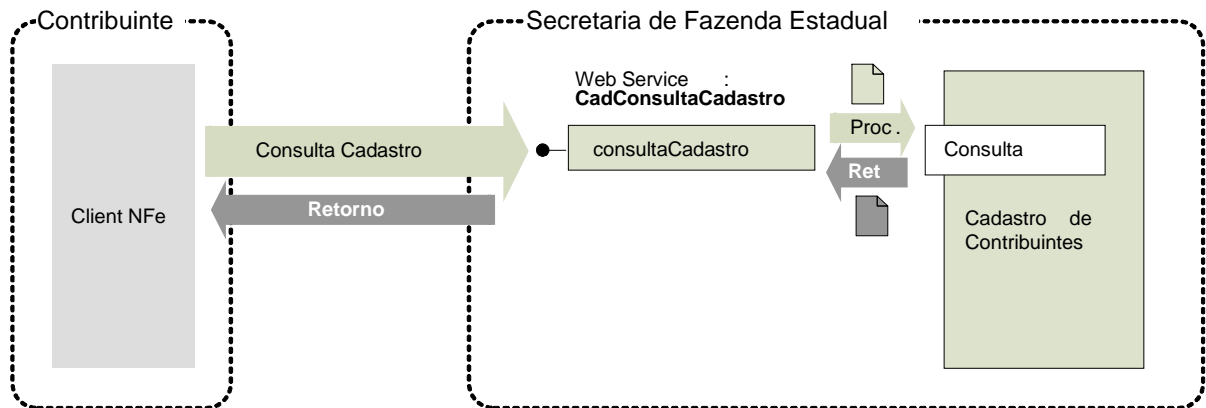 Contribuinte
Secretaria de Fazenda Estadual
Web Service :
CadConsultaCadastro
Proc .
Consulta Cadastro
consultaCadastro
Consulta
Ret
Retorno
Client NFe
Cadastro de
Contribuintes